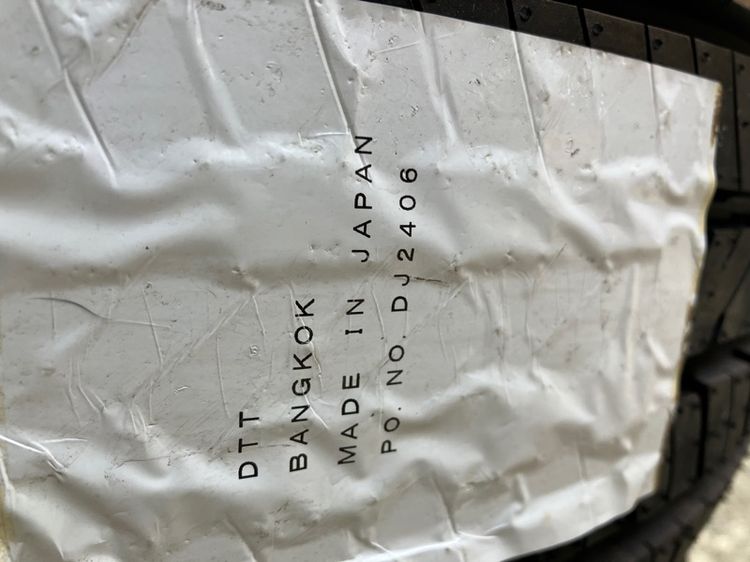 DTT
BANGKOK
MADE IN JAPAN
PO. NO. DJ2406